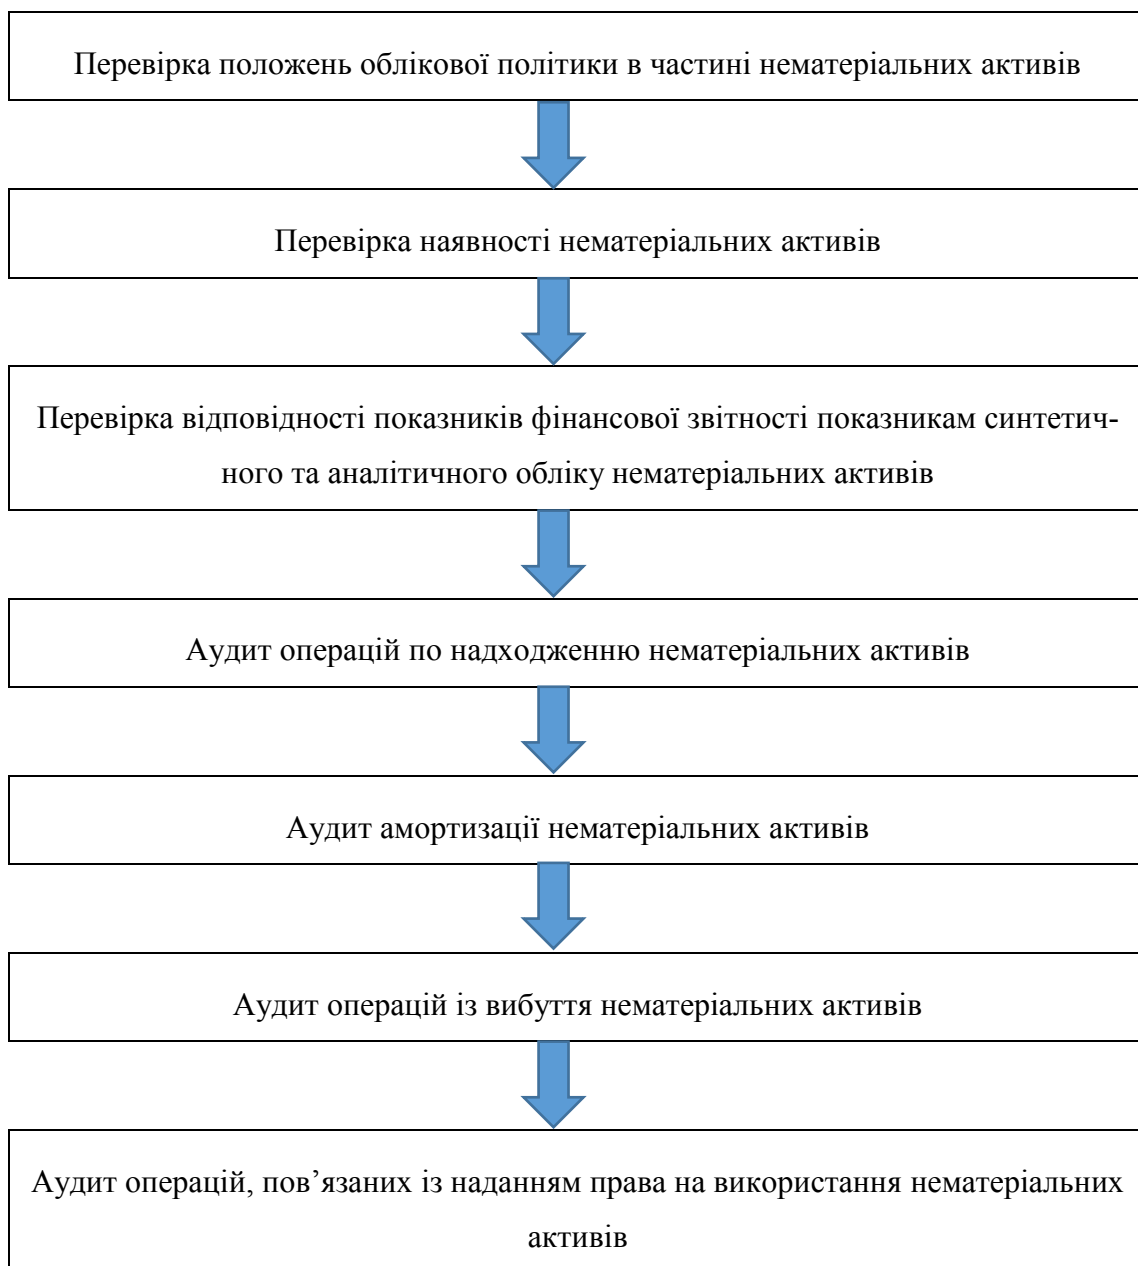 Перевірка положень облікової політики в частині нематеріальних активів
Перевірка наявності нематеріальних активів
Перевірка відповідності показників фінансової звітності показникам синтетич-
ного та аналітичного обліку нематеріальних активів
Аудит операцій по надходженню нематеріальних активів
Аудит амортизації нематеріальних активів
Аудит операцій із вибуття нематеріальних активів
Аудит операцій, пов’язаних із наданням права на використання нематеріальних
активів